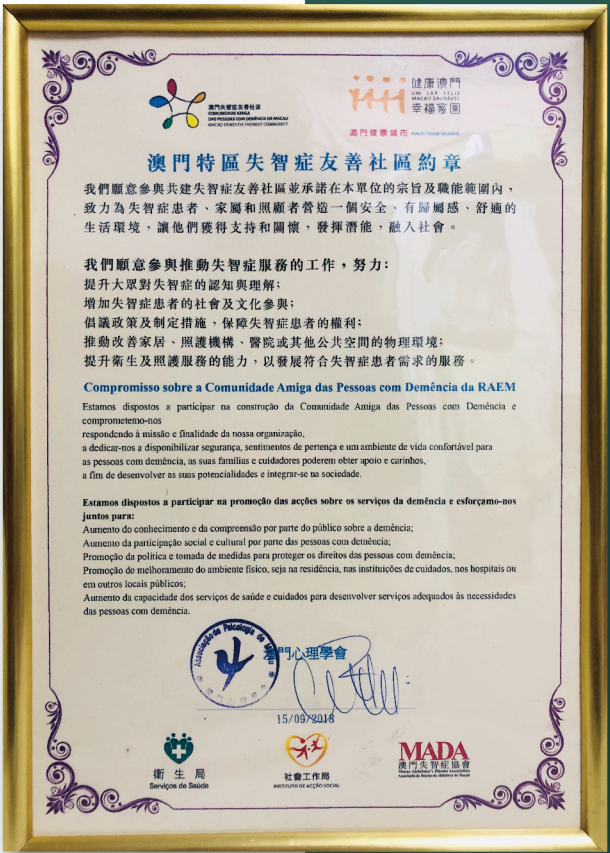 澳門失智症友善社區
COMUNIDADE AMIGA
DAS PESSOAS COM DEMÊNCIA DE MACAU
MACAO DEMENTIA FRIENDLY COMMUNITY
健康澳門
UM LAR FELIZ
MACAU SAUDÁVEL
幸福家園
澳門健康城市
澳門特區失智症友善社區約章
我們願意參與共建失智症友善社區並承諾在本單位的宗旨及職能範圍內，
致力為失智症患者、家屬和照顧者營造一個安全、有歸屬感、舒適的
生活環境，讓他們獲得支持和關懷，發揮潛能，融入社會。
我們願意參與推動失智症服務的工作，努力：
提升大眾對失智症的認知與理解；
增加失智症患者的社會及文化參與；
倡議政策及制定措施，保障失智症患者的權利；
推動改善家居、照護機構、醫院或其他公共空間的物理環境；
提升衛生及照護服務的能力，以發展符合失智症患者需求的服務。
Compromisso sobre a Comunidade Amiga das Pessoas com Demência da RAEM
Estamos dispostos a participar na construção da Comunidade Amiga das Pessoas com Demência e
comprometemo-nos
respondendo à missão e finalidade da nossa organização,
a dedicar-nos a disponibilizar segurança, sentimentos de pertença e um ambiente de vida confortável para
as pessoas com demência, as suas famílias e cuidadores poderem obter apoio e carinhos,
a fim de desenvolver as suas potencialidades e integrar-se na sociedade.
Estamos dispostos a participar na promoção das acções sobre os serviços da demência e esforçamo-nos
juntos para:
Aumento do conhecimento e da compreensão por parte do público sobre a demência;
Aumento da participação social e cultural por parte das pessoas com demência;
Promoção da política e tomada de medidas para proteger os direitos das pessoas com demência;
Promoção do melhoramento do ambiente físico, seja na residência, nas instituições de cuidados, nos hospitais ou
em outros locais públicos;
Aumento da capacidade dos serviços de saúde e cuidados para desenvolver serviços adequados às necessidades
das pessoas com demência.
Associação de Psicologia de Macau
澳門心理學會
澳門心理學會
15/09/2018
衛生局
Serviços de Saúde
社會工作局
INSTITUTO DE ACÇÃO SOCIAL
MADA
澳門失智症協會
Macau Alzheimer's Disease Association